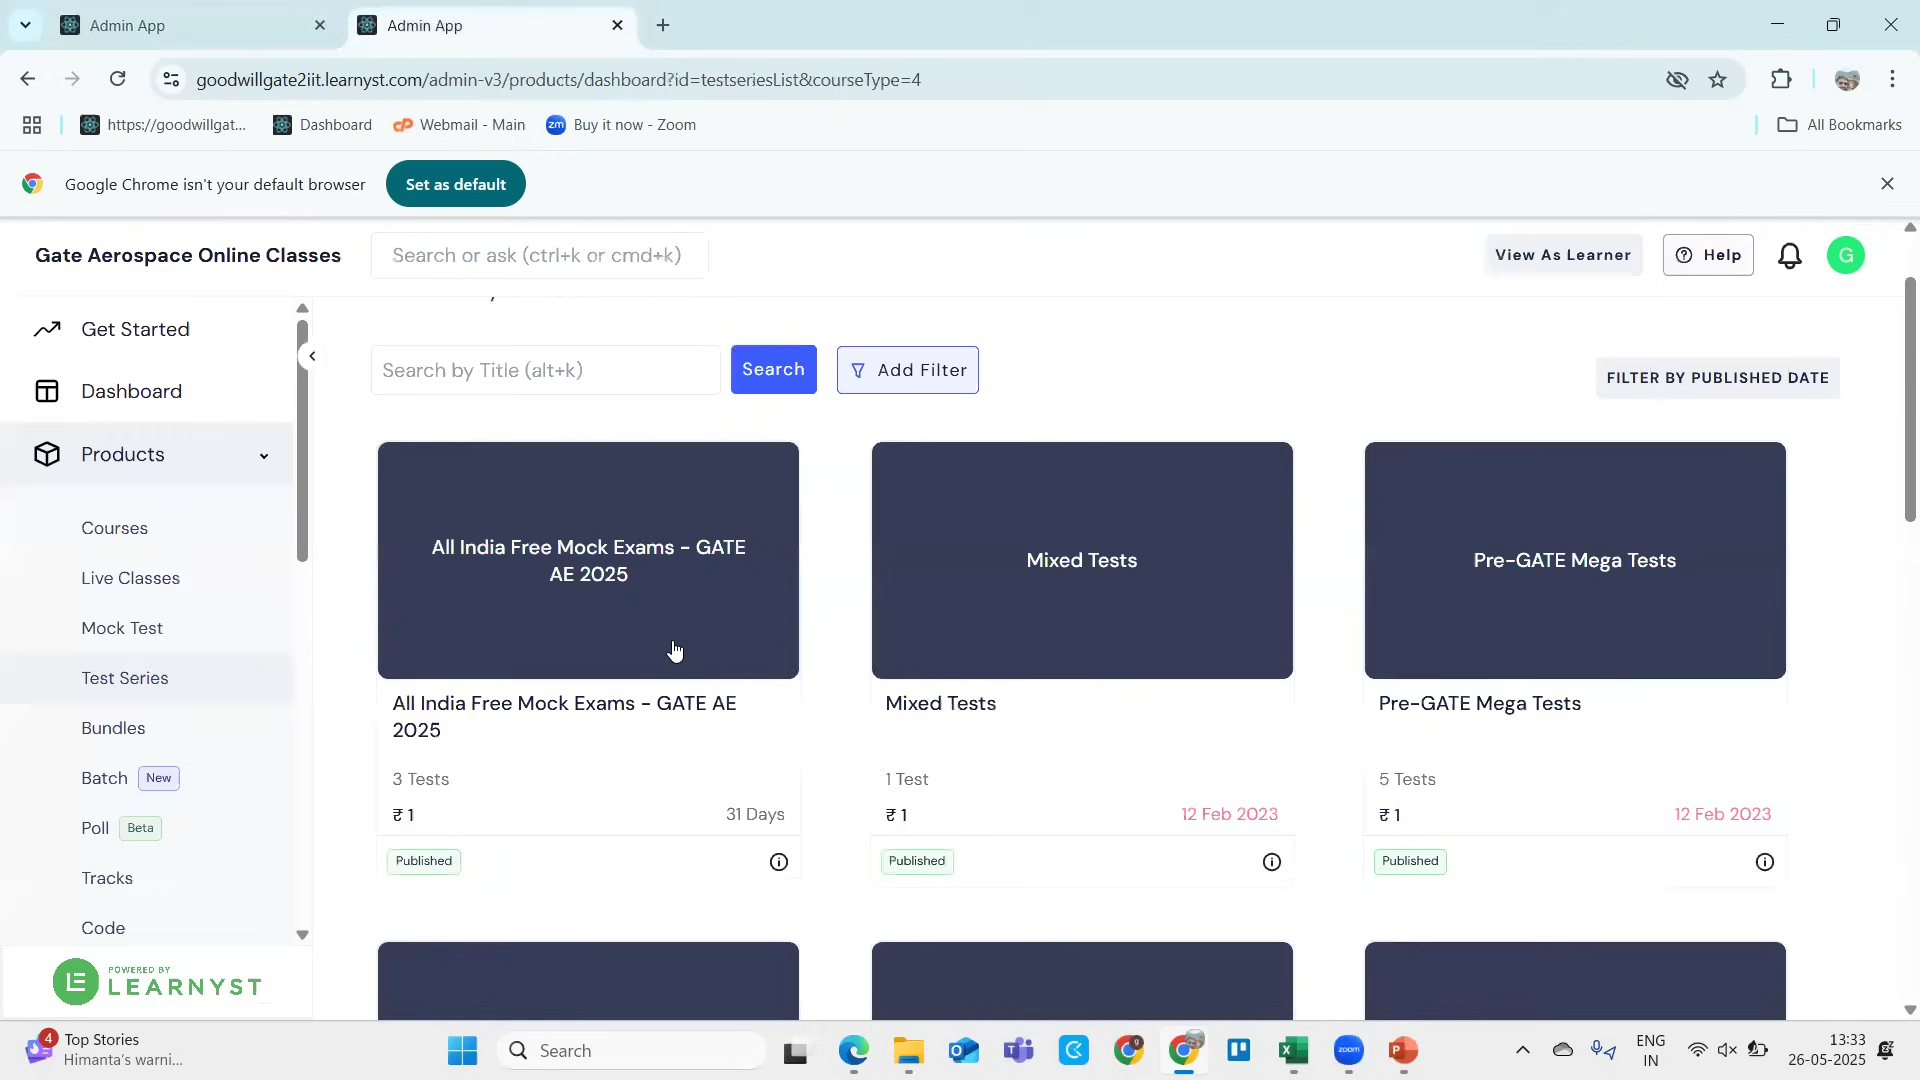 Admin App
Admin App
goodwillgate2iit.learnyst.com/admin-v3/products/dashboard?id=testseriesList&courseType=4
https://goodwillgat...
Dashboard
Webmail - Main
zm
Buy it now - Zoom
All Bookmarks
Google Chrome isn't your default browser
Set as default
Gate Aerospace Online Classes
Search or ask (ctrl+k or cmd+k)
View As Learner
Help
G
Get Started
Dashboard
Products
Courses
Live Classes
Mock Test
Test Series
Bundles
Batch New
Poll Beta
Tracks
Code
POWERED BY
LEARNYST
Search by Title (alt+k)
Search
Add Filter
FILTER BY PUBLISHED DATE
All India Free Mock Exams - GATE
AE 2025
All India Free Mock Exams - GATE AE
2025
3 Tests
₹ 1
31 Days
Published
Mixed Tests
Mixed Tests
1 Test
₹ 1
12 Feb 2023
Published
Pre-GATE Mega Tests
Pre-GATE Mega Tests
5 Tests
₹ 1
12 Feb 2023
Published
4
Top Stories
Himanta's warni...
Search
9
zoom
ENG
IN
13:33
26-05-2025